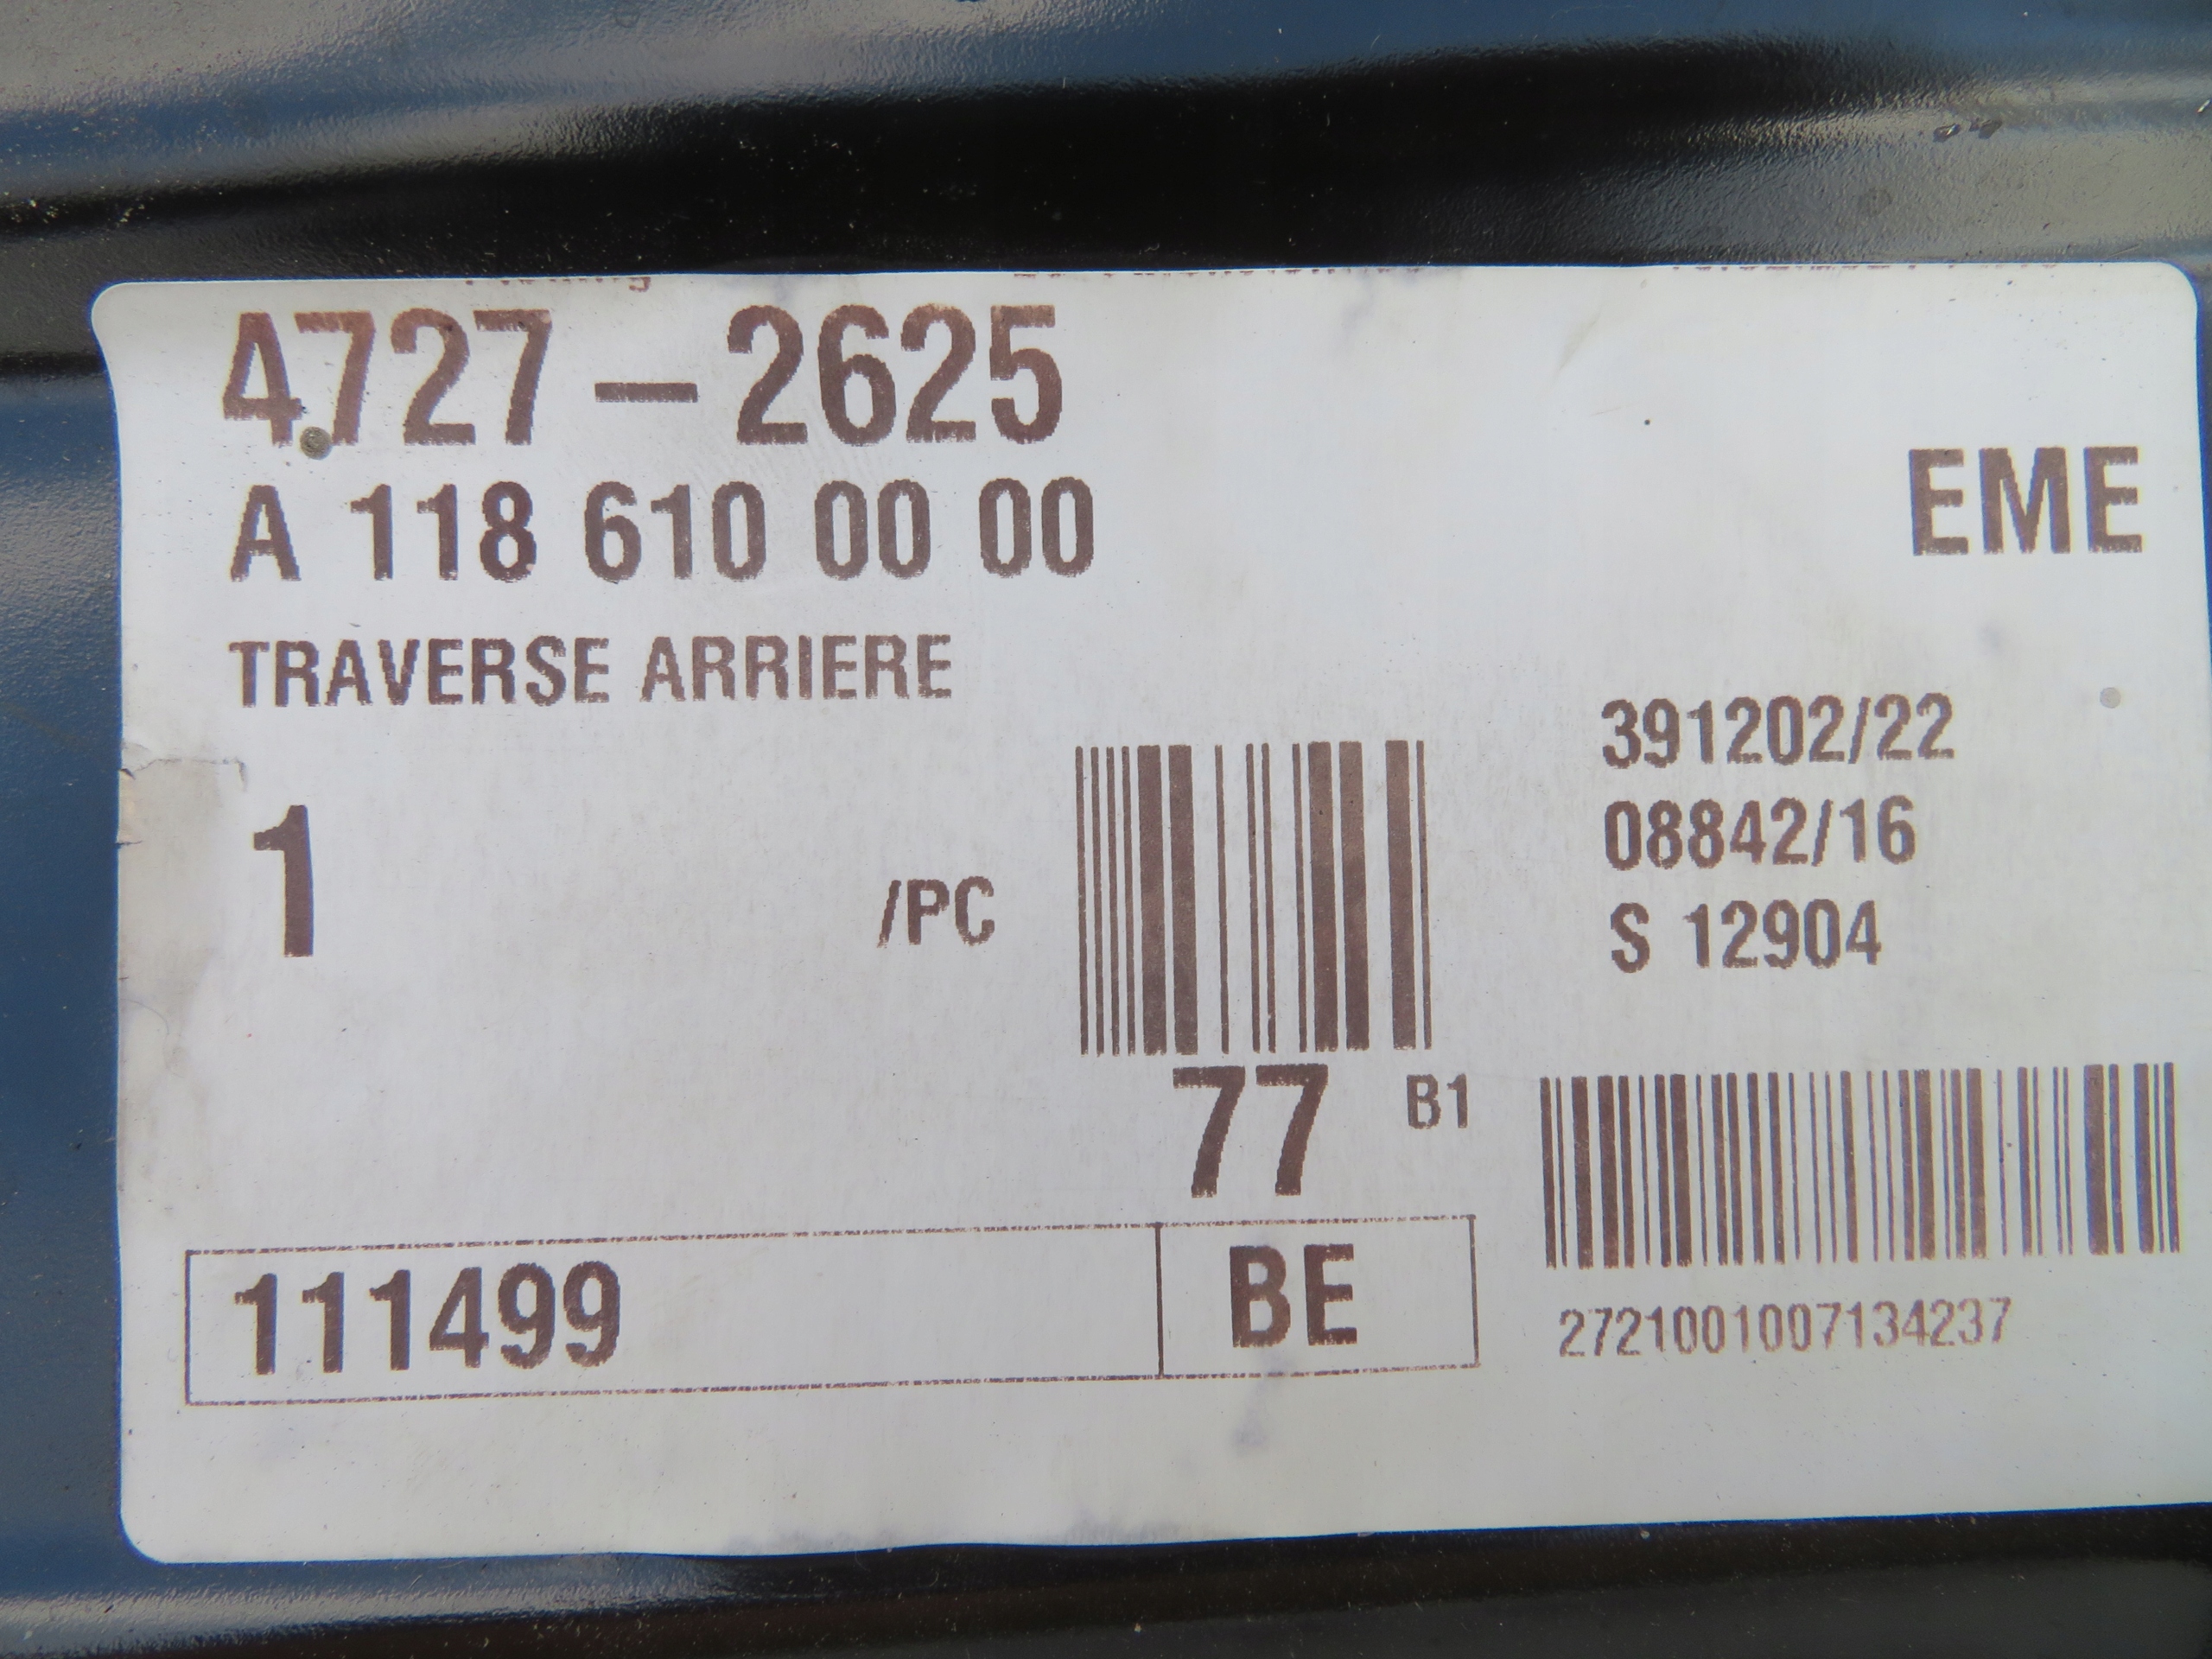 4727-2625
A 118 610 00 00
EME
TRAVERSE ARRIERE
391202/22
08842/16
1
/PC
S 12904
77
B1
111499
BE
2721001007134237